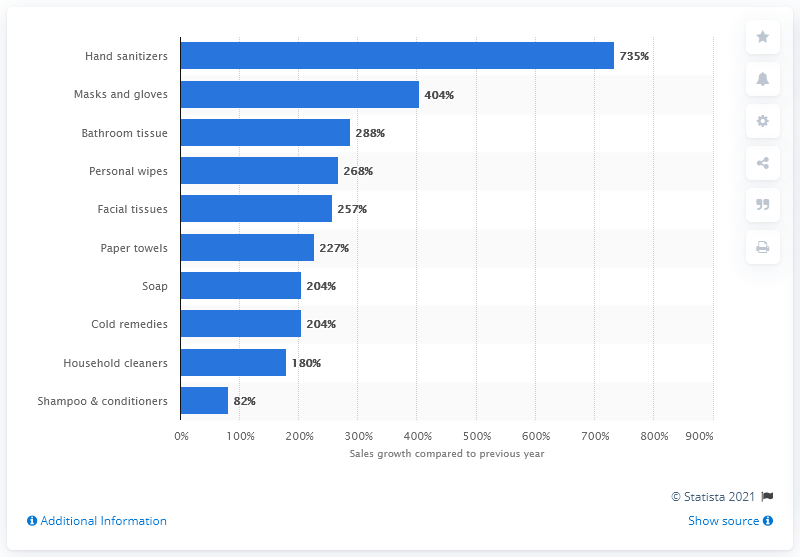 Hand sanitizers 735%
Masks and gloves 404%
Bathroom tissue 288%
Personal wipes 268%
Facial tissues 257%
Paper towels 227%
Soap 204%
Cold remedies 204%
Household cleaners 180%
Shampoo & conditioners 82%
0% 100% 200% 300% 400% 500% 600% 700% 800% 900%
Sales growth compared to previous year
© Statista 2021
Additional Information Show source